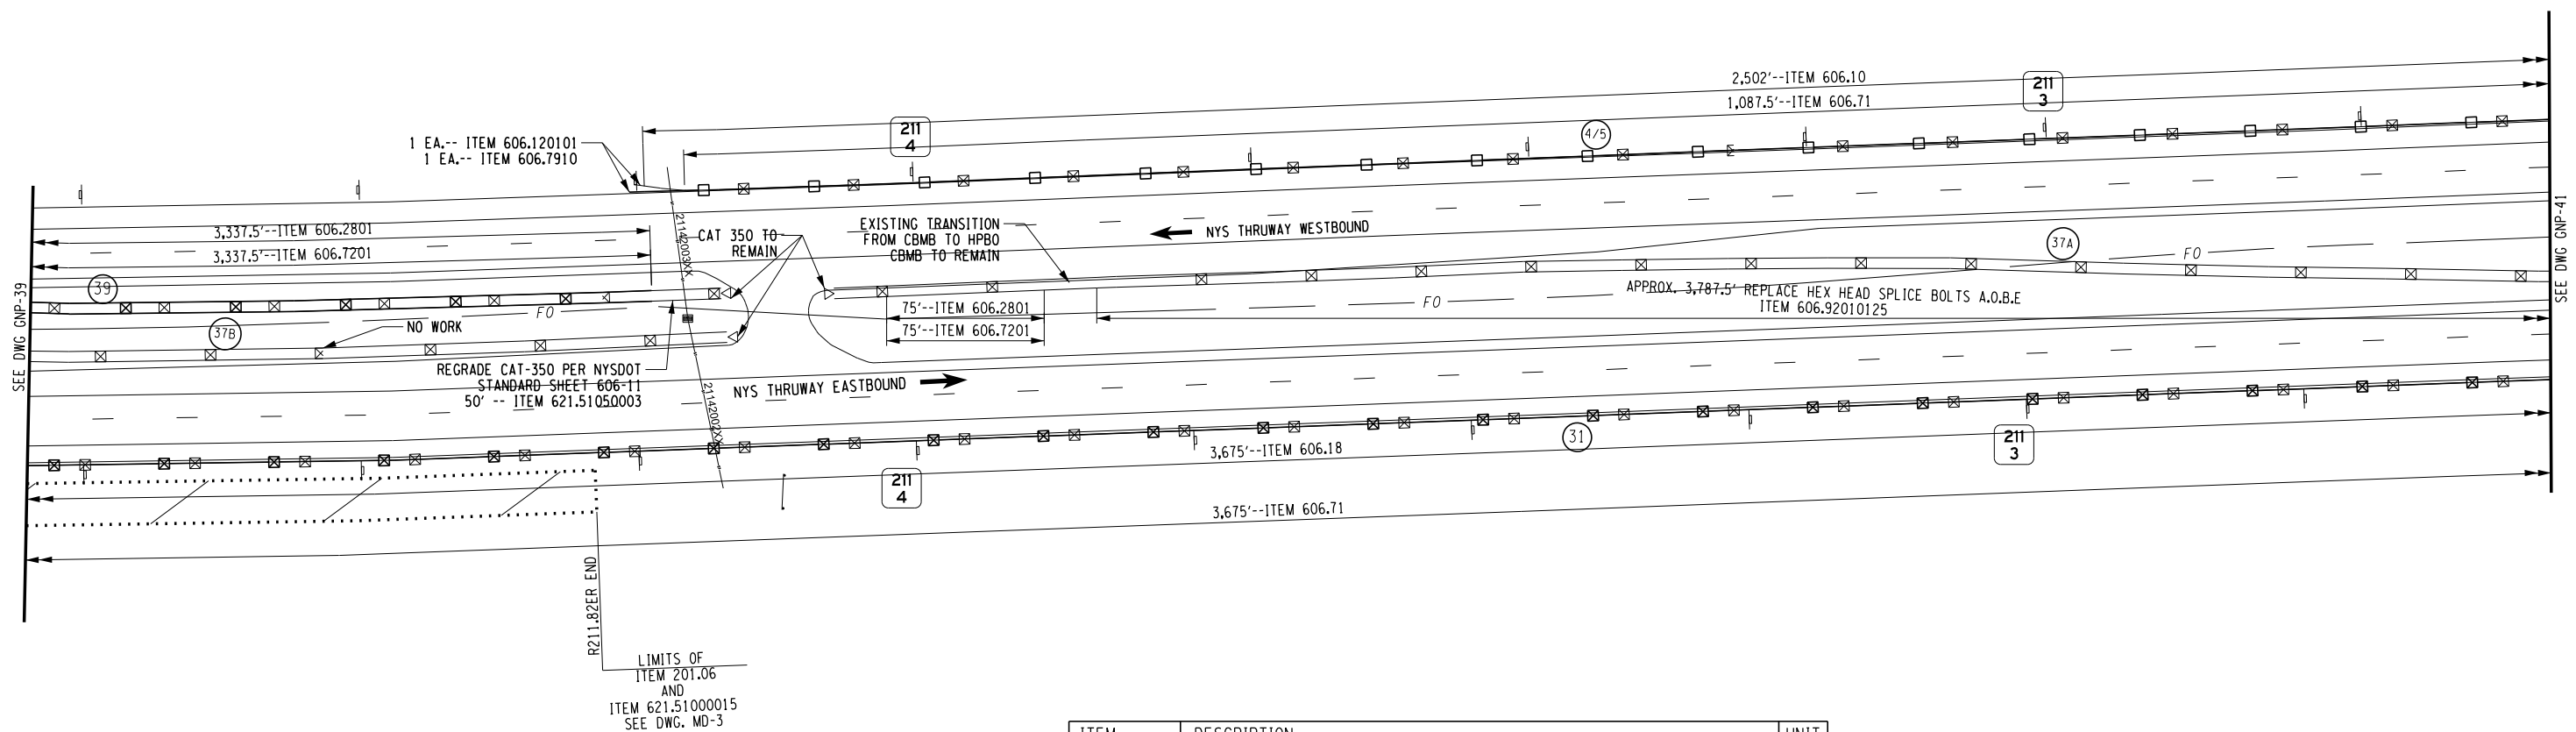 2,502'--ITEM 606.10
1,087.5'--ITEM 606.71
211
3
1 EA.-- ITEM 606.120101
1 EA.-- ITEM 606.7910
211
4
4/5
3,337.5'--ITEM 606.2801
3,337.5'--ITEM 606.7201
21142003XX
CAT 350 TO
REMAIN
EXISTING TRANSITION
FROM CBMB TO HPBO
CBMB TO REMAIN
NYS THRUWAY WESTBOUND
37A
FO
SEE DWG GNP-39
SEE DWG GNP-41
39
37B
FO
NO WORK
75'--ITEM 606.2801
75'--ITEM 606.7201
FO
APPROX. 3,787.5' REPLACE HEX HEAD SPLICE BOLTS A.O.B.E
ITEM 606.92010125
REGRADE CAT-350 PER NYSDOT
STANDARD SHEET 606-11
50' -- ITEM 621.51050003
21142002XX
NYS THRUWAY EASTBOUND
3,675'--ITEM 606.18
31
211
3
211
4
3,675'--ITEM 606.71
R211.82ER END
LIMITS OF
ITEM 201.06
AND
ITEM 621.51000015
SEE DWG. MD-3
ITEM DESCRIPTION UNIT